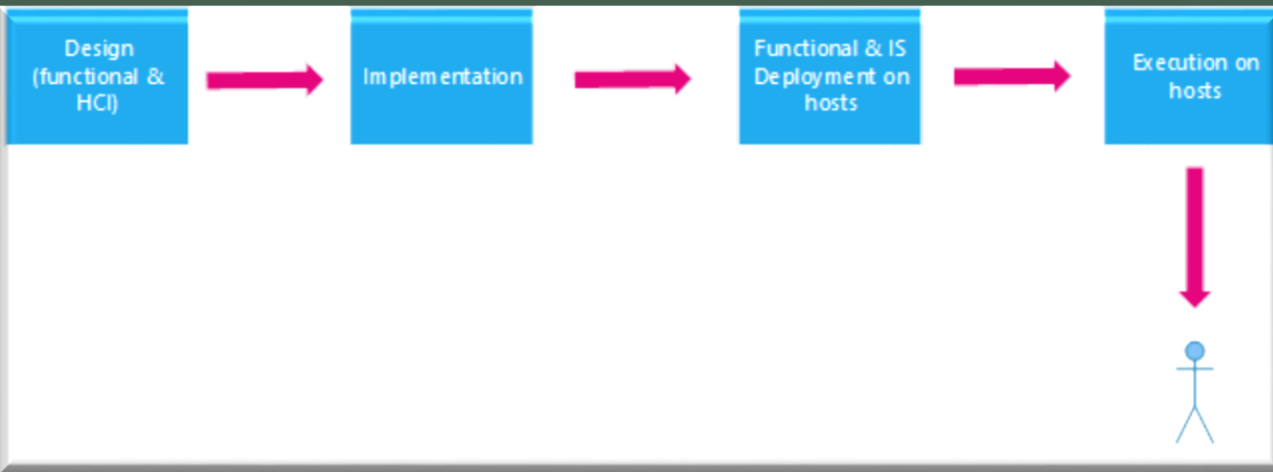 Design
(functional &
HCI)
Implementation
Functional & IS
Deployment on
hosts
Execution on
hosts